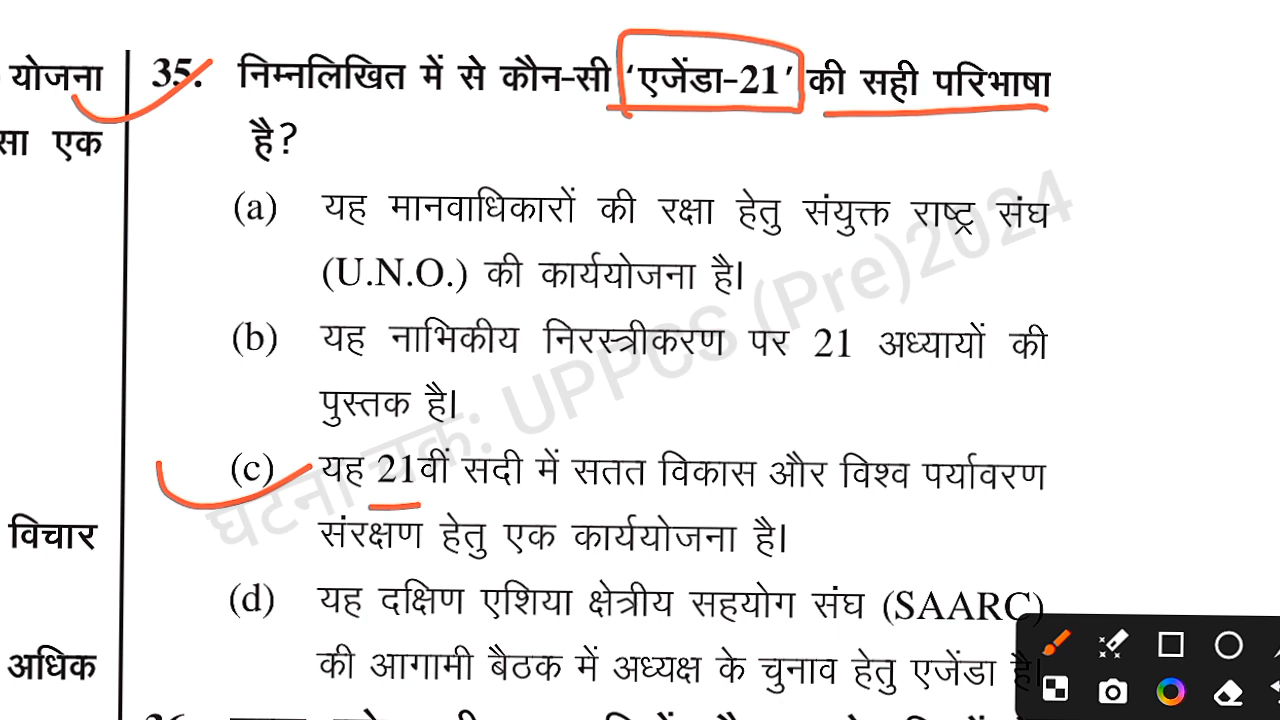 योजना
सा एक
विचार
अधिक
35. निम्नलिखित में से कौन-सी 'एजेंडा-21' की सही परिभाषा
है?
(a) यह मानवाधिकारों की रक्षा हेतु संयुक्त राष्ट्र संघ
(U.N.O.) की कार्ययोजना है।
(b) यह नाभिकीय निरस्त्रीकरण पर 21 अध्यायों की
पुस्तक है।
(c) यह 21वीं सदी में सतत विकास और विश्व पर्यावरण
संरक्षण हेतु एक कार्ययोजना है।
(d) यह दक्षिण एशिया क्षेत्रीय सहयोग संघ (SAARC)
की आगामी बैठक में अध्यक्ष के चुनाव हेतु एजेंडा है।
घटना चक्र: UPPCS (Pre)2024